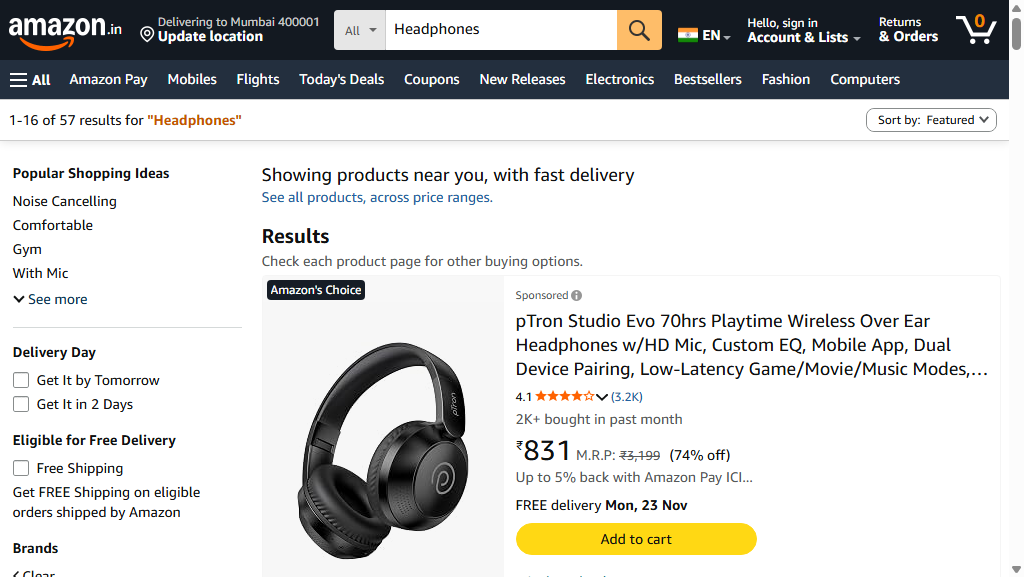 amazon.in
Delivering to Mumbai 400001
Update location
All
Headphones
EN
Hello, sign in
Account & Lists
Returns
& Orders
0
All
Amazon Pay
Mobiles
Flights
Today's Deals
Coupons
New Releases
Electronics
Bestsellers
Fashion
Computers
1-16 of 57 results for "Headphones"
Sort by: Featured
Popular Shopping Ideas
Noise Cancelling
Comfortable
Gym
With Mic
See more
Delivery Day
Get It by Tomorrow
Get It in 2 Days
Eligible for Free Delivery
Free Shipping
Get FREE Shipping on eligible
orders shipped by Amazon
Brands
Clear
Showing products near you, with fast delivery
See all products, across price ranges.
Results
Check each product page for other buying options.
Amazon's Choice
pTron
Sponsored
pTron Studio Evo 70hrs Playtime Wireless Over Ear
Headphones w/HD Mic, Custom EQ, Mobile App, Dual
Device Pairing, Low-Latency Game/Movie/Music Modes,...
4.1 (3.2K)
2K+ bought in past month
₹831 M.R.P: ₹3,199 (74% off)
Up to 5% back with Amazon Pay ICI...
FREE delivery Mon, 23 Nov
Add to cart